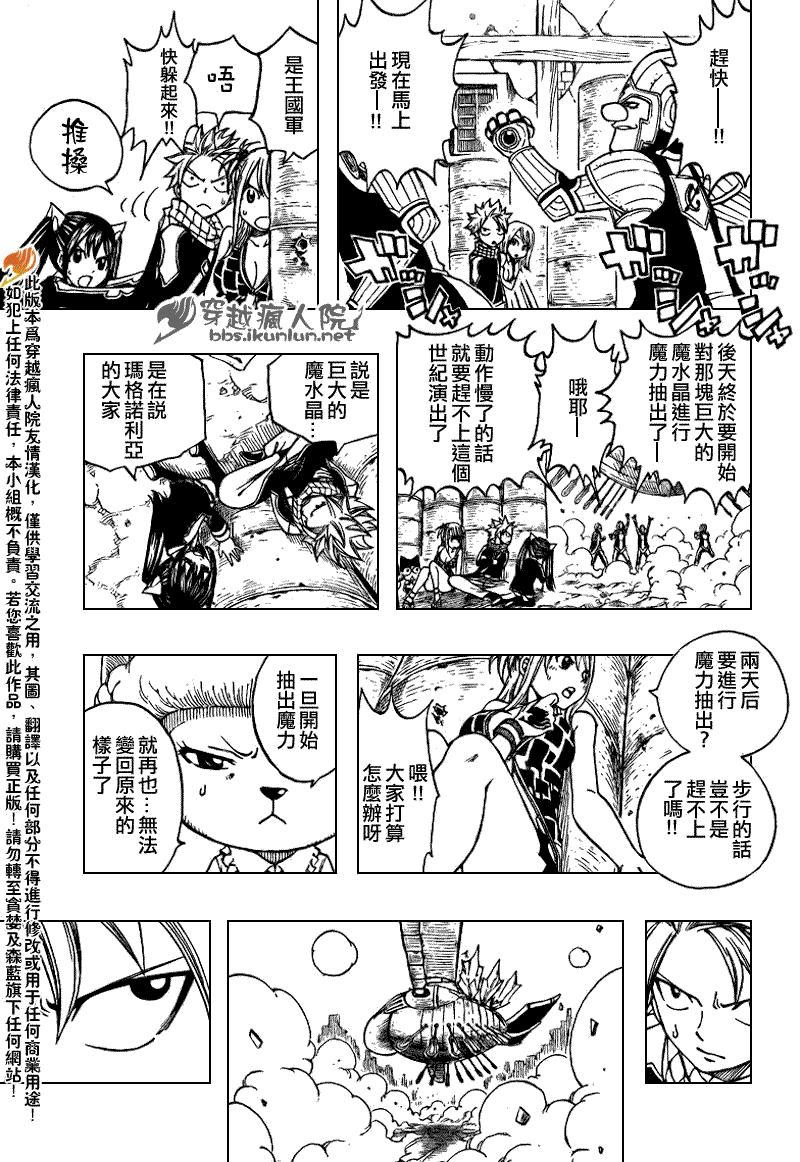 趕快—!!
現在馬上
出發—!!
是王國軍
唔
快躲起來!!
推搡
後天終於要開始
對那塊巨大的
魔水晶進行
魔力抽出了—
哦耶—
動作慢了的話
就要趕不上這個
世紀演出了
說是
巨大的
魔水晶…
是在説
瑪格諾利亞
的大家
兩天后
要進行
魔力抽出?
步行的話
豈不是
趕不上
了嗎!!
喂!!
大家打算
怎麼辦呀
一旦開始
抽出魔力
就再也…無法
變回原來的
樣子了
穿越瘋人院
bbs.ikunlun.net
此版本爲穿越瘋人院友情漢化，僅供學習交流之用，其圖、翻譯以及任何部分不得進行修改或用于任何商業用途！
如犯上任何法律責任，本小組概不負責。若您喜歡此作品，請購買正版！請勿轉至貪婪及森藍旗下任何網站！